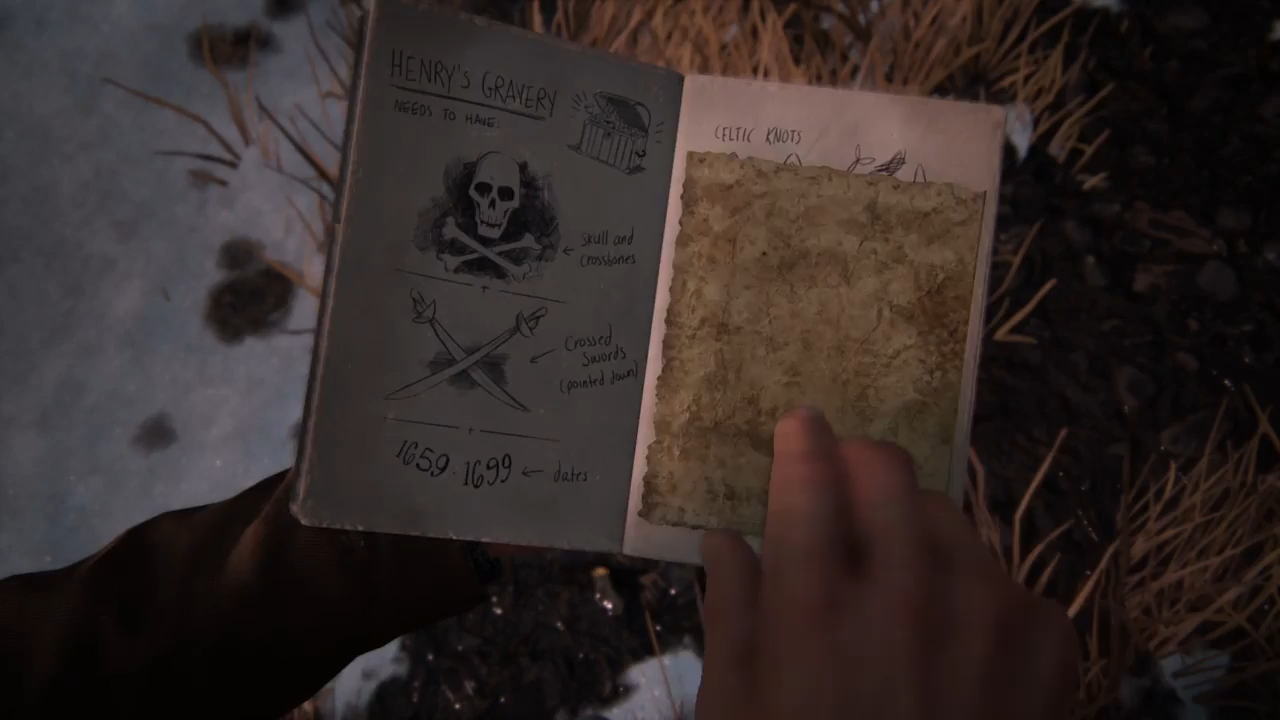 HENRY'S GRAVERY
NEEDS TO HAVE:
Skull and
crossbones
Crossed
Swords
(pointed down)
1659-1699 ← dates
CELTIC KNOTS